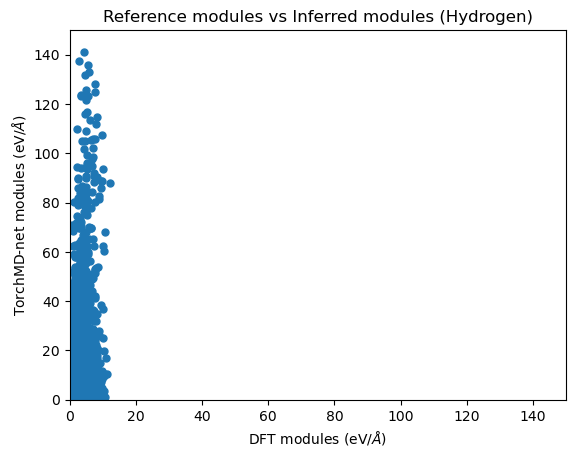 Reference modules vs Inferred modules (Hydrogen)
TorchMD-net modules (eV/Å)
140
120
100
80
60
40
20
0
0 20 40 60 80 100 120 140
DFT modules (eV/Å)